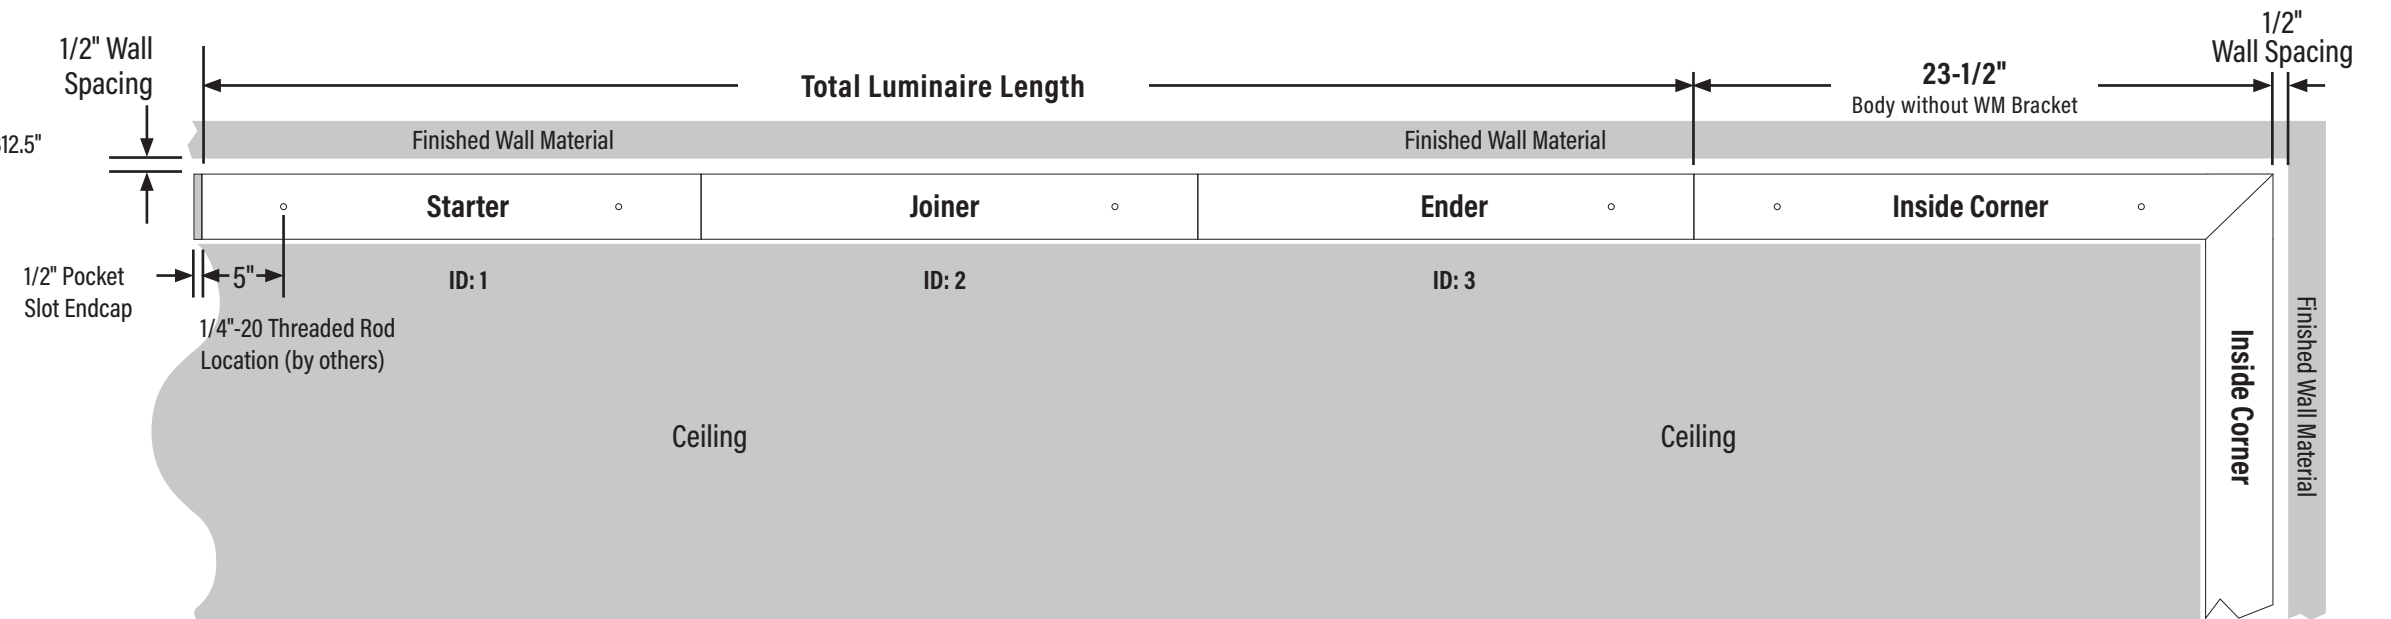 1/2"
Wall Spacing
1/2" Wall
Spacing
Total Luminaire Length
23-1/2"
Body without WM Bracket
12.5"
Finished Wall Material
Finished Wall Material
Starter
Joiner
Ender
Inside Corner
1/2" Pocket
Slot Endcap
5"
ID: 1
ID: 2
ID: 3
1/4"-20 Threaded Rod
Location (by others)
Inside Corner
Finished Wall Material
Ceiling
Ceiling